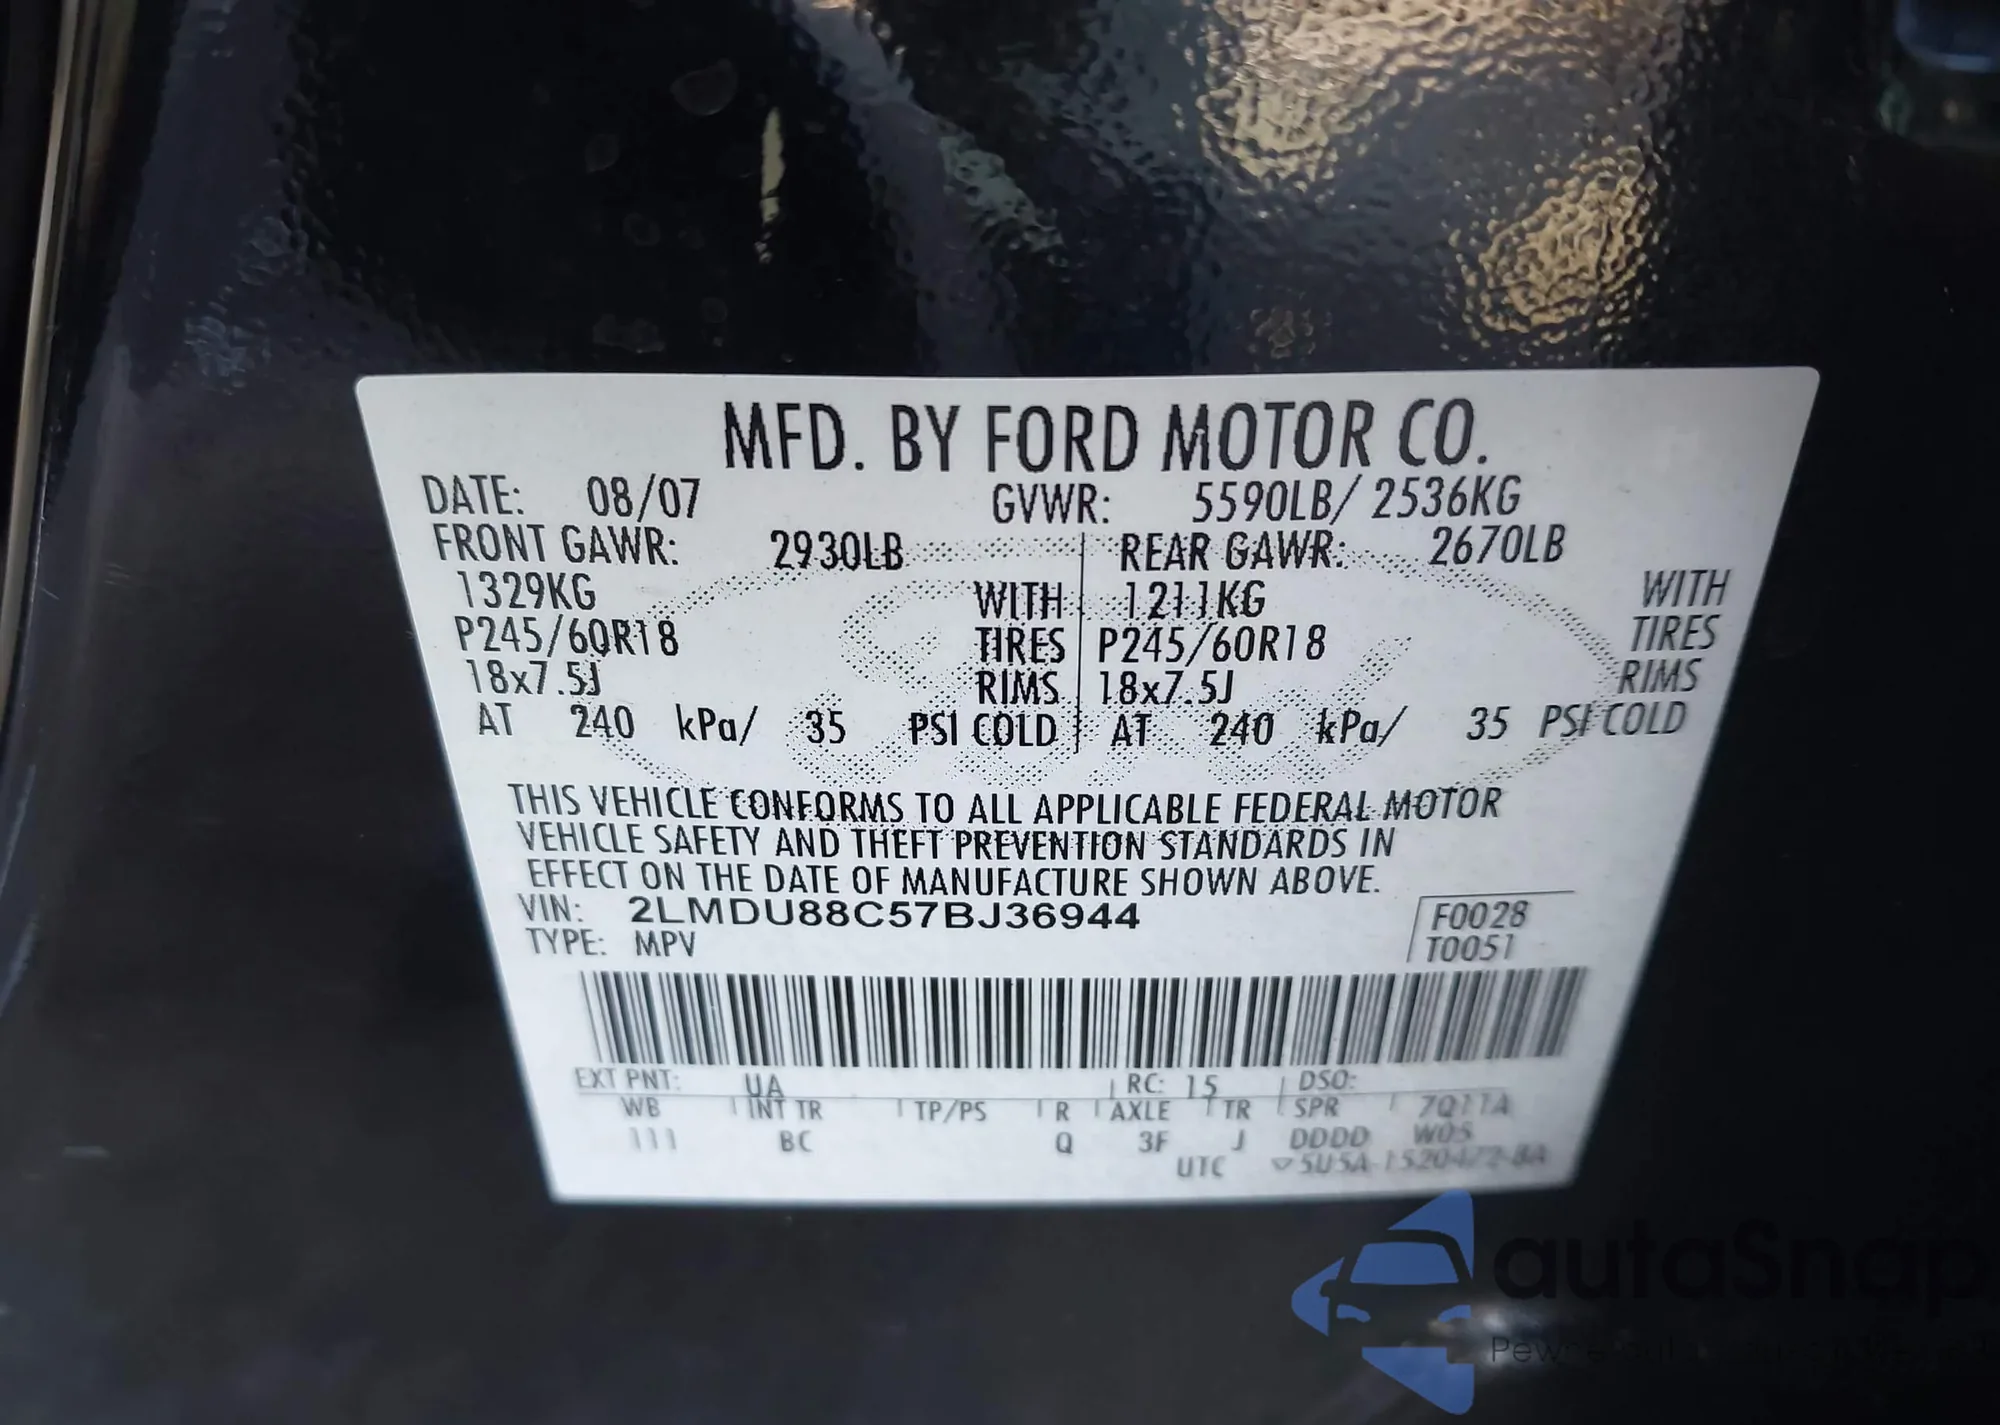 MFD. BY FORD MOTOR CO.
DATE: 08/07 GVWR: 5590LB/ 2536KG
FRONT GAWR: 2930LB REAR GAWR: 2670LB
1329KG WITH 1211KG WITH
P245/60R18 TIRES P245/60R18 TIRES
18x7.5J RIMS 18x7.5J RIMS
AT 240 kPa/ 35 PSI COLD AT 240 kPa/ 35 PSI COLD
THIS VEHICLE CONFORMS TO ALL APPLICABLE FEDERAL MOTOR
VEHICLE SAFETY AND THEFT PREVENTION STANDARDS IN
EFFECT ON THE DATE OF MANUFACTURE SHOWN ABOVE.
VIN: 2LMDU88C57BJ36944 F0028
TYPE: MPV T0051
EXT PNT: UA RC: 15 DSO:
WB INT TR TP/PS R AXLE TR SPR 7Q11A
111 BC Q 3F J DDDD W05
UTC
autoSnap